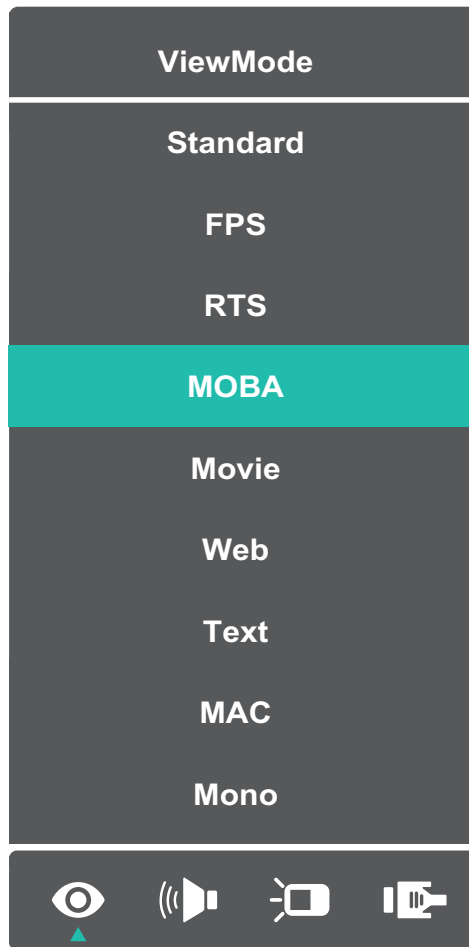 ViewMode
Standard
FPS
RTS
MOBA
Movie
Web
Text
MAC
Mono